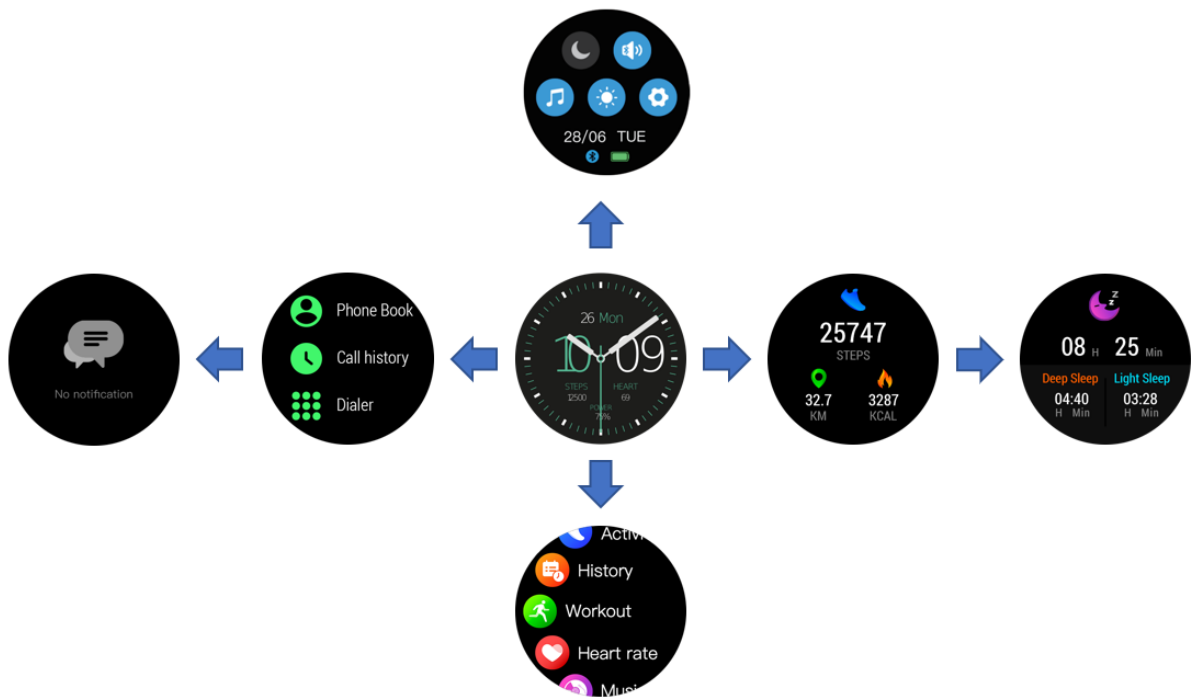 28/06 TUE
No notification
Phone Book
Call history
Dialer
26 Mon
10 09
STEPS HEART
12500 69
POWER
75%
25747
STEPS
32.7 3287
KM KCAL
z z
08 H 25 Min
Deep Sleep Light Sleep
04:40 03:28
H Min H Min
Activi
History
Workout
Heart rate
Musi